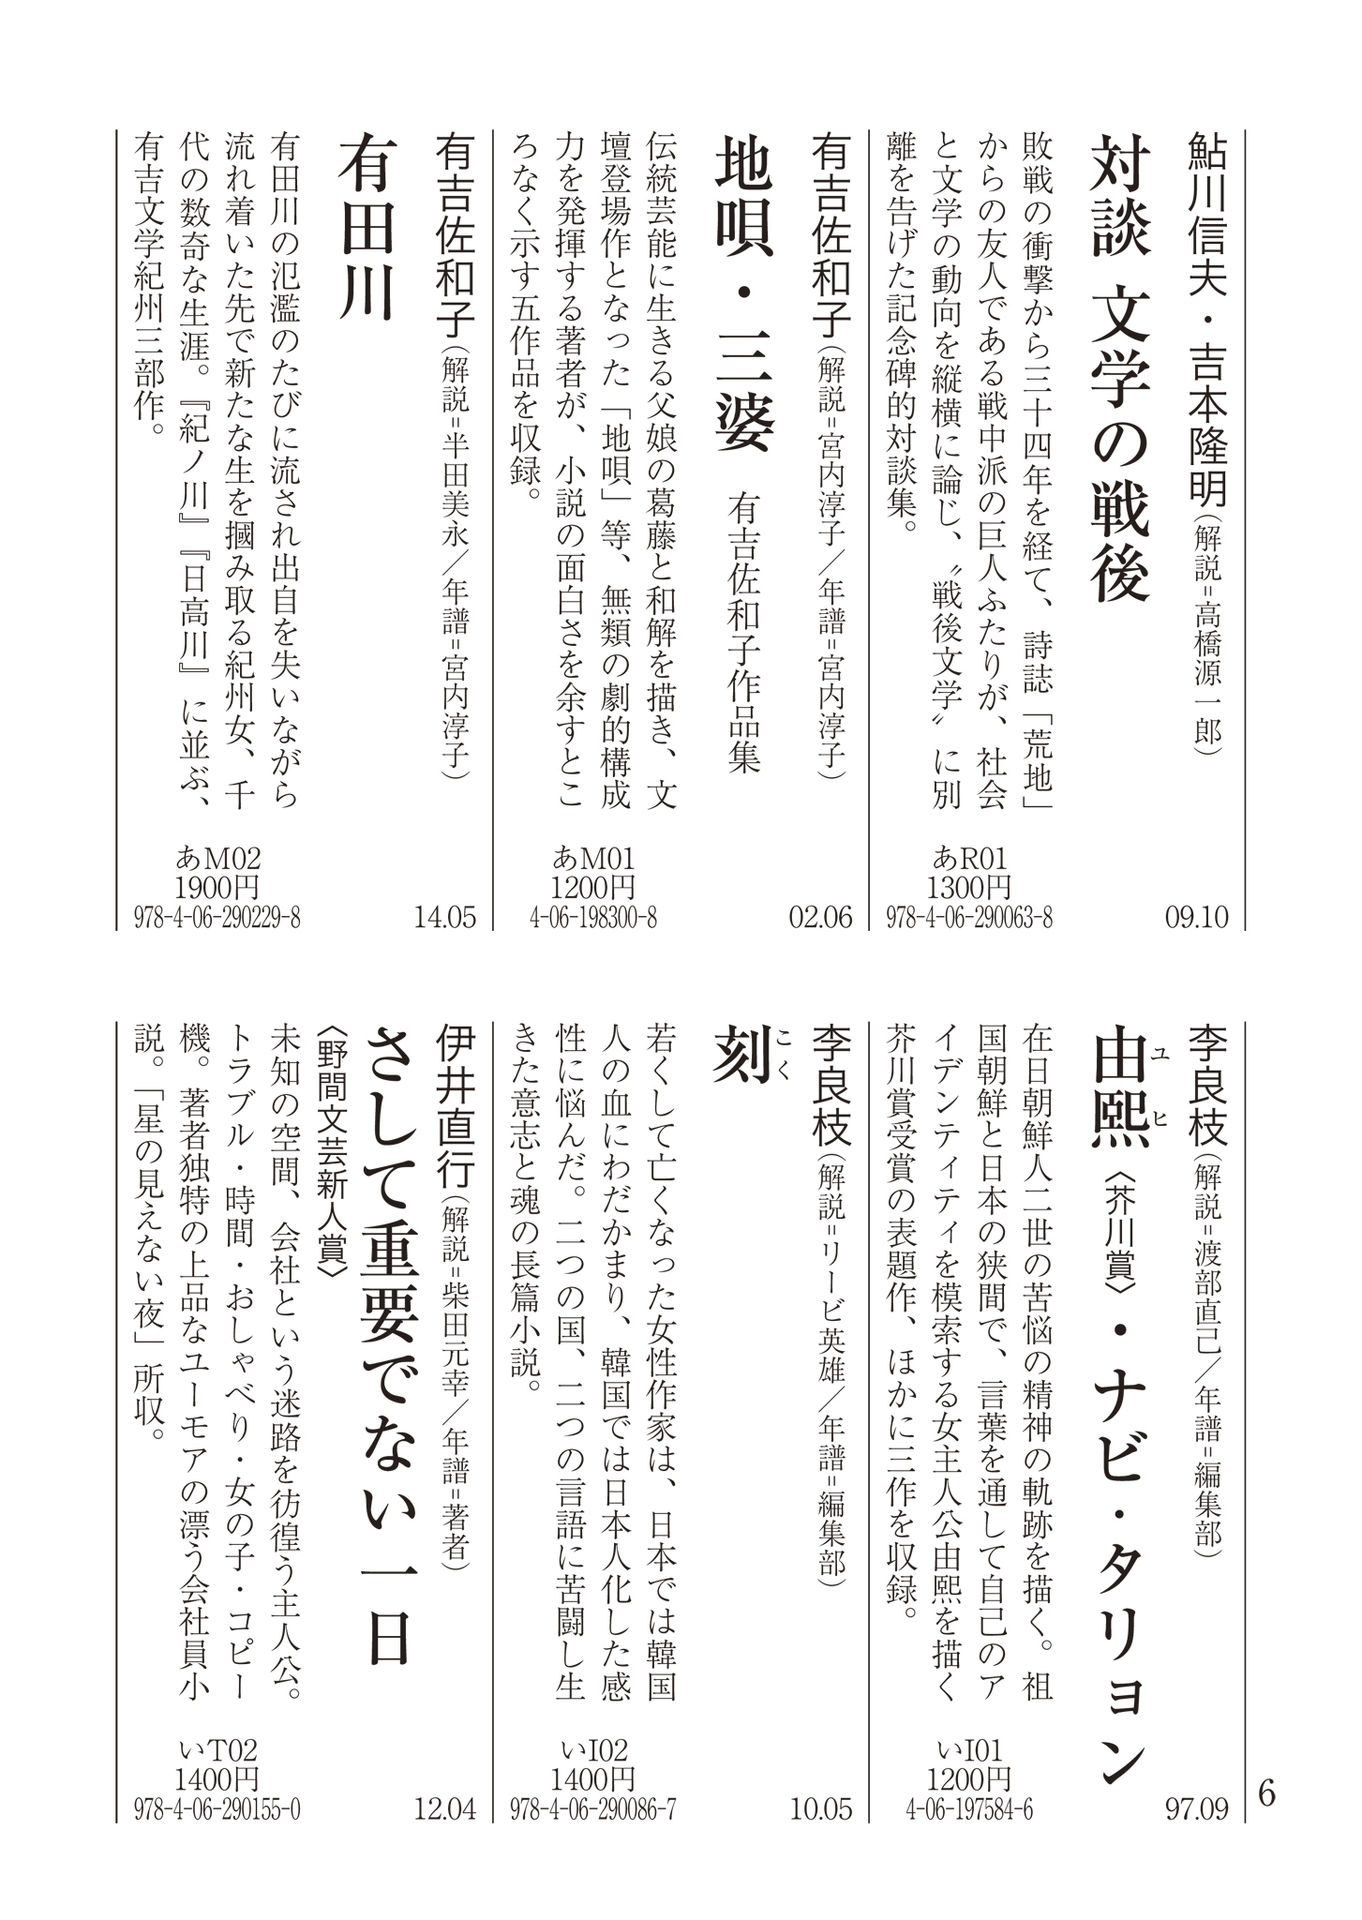 鮎川信夫・吉本隆明（解説＝高橋源一郎）
対談 文学の戦後
敗戦の衝撃から三十四年を経て、詩誌「荒地」
からの友人である戦中派の巨人ふたりが、社会
と文学の動向を縦横に論じ、〝戦後文学〟に別
離を告げた記念碑的対談集。
あR01
1300円
978-4-06-290063-8
09.10
有吉佐和子（解説＝宮内淳子／年譜＝宮内淳子）
地唄・三婆 有吉佐和子作品集
伝統芸能に生きる父娘の葛藤と和解を描き、文
壇登場作となった「地唄」等、無類の劇的構成
力を発揮する著者が、小説の面白さを余すとこ
ろなく示す五作品を収録。
あM01
1200円
4-06-198300-8
02.06
有吉佐和子（解説＝半田美永／年譜＝宮内淳子）
有田川
有田川の氾濫のたびに流され出自を失いながら
流れ着いた先で新たな生を摑み取る紀州女、千
代の数奇な生涯。『紀ノ川』『日高川』に並ぶ、
有吉文学紀州三部作。
あM02
1900円
978-4-06-290229-8
14.05
李良枝（解説＝渡部直己／年譜＝編集部）
由熙〈芥川賞〉・ナビ・タリョン
ユヒ
在日朝鮮人二世の苦悩の精神の軌跡を描く。祖
国朝鮮と日本の狭間で、言葉を通して自己のア
イデンティティを模索する女主人公由熙を描く
芥川賞受賞の表題作、ほかに三作を収録。
いI01
1200円
4-06-197584-6
97.09
李良枝（解説＝リービ英雄／年譜＝編集部）
刻
こく
若くして亡くなった女性作家は、日本では韓国
人の血にわだかまり、韓国では日本人化した感
性に悩んだ。二つの国、二つの言語に苦闘し生
きた意志と魂の長篇小説。
いI02
1400円
978-4-06-290086-7
10.05
伊井直行（解説＝柴田元幸／年譜＝著者）
さして重要でない一日
〈野間文芸新人賞〉
未知の空間、会社という迷路を彷徨う主人公。
トラブル・時間・おしゃべり・女の子・コピー
機。著者独特の上品なユーモアの漂う会社員小
説。「星の見えない夜」所収。
いT02
1400円
978-4-06-290155-0
12.04
6